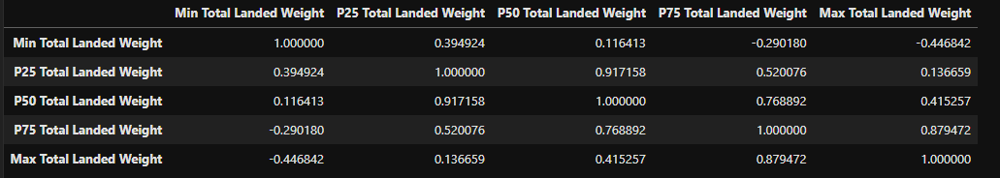 Min Total Landed Weight P25 Total Landed Weight P50 Total Landed Weight P75 Total Landed Weight Max Total Landed Weight
Min Total Landed Weight 1.000000 0.394924 0.116413 -0.290180 -0.446842
P25 Total Landed Weight 0.394924 1.000000 0.917158 0.520076 0.136659
P50 Total Landed Weight 0.116413 0.917158 1.000000 0.768892 0.415257
P75 Total Landed Weight -0.290180 0.520076 0.768892 1.000000 0.879472
Max Total Landed Weight -0.446842 0.136659 0.415257 0.879472 1.000000